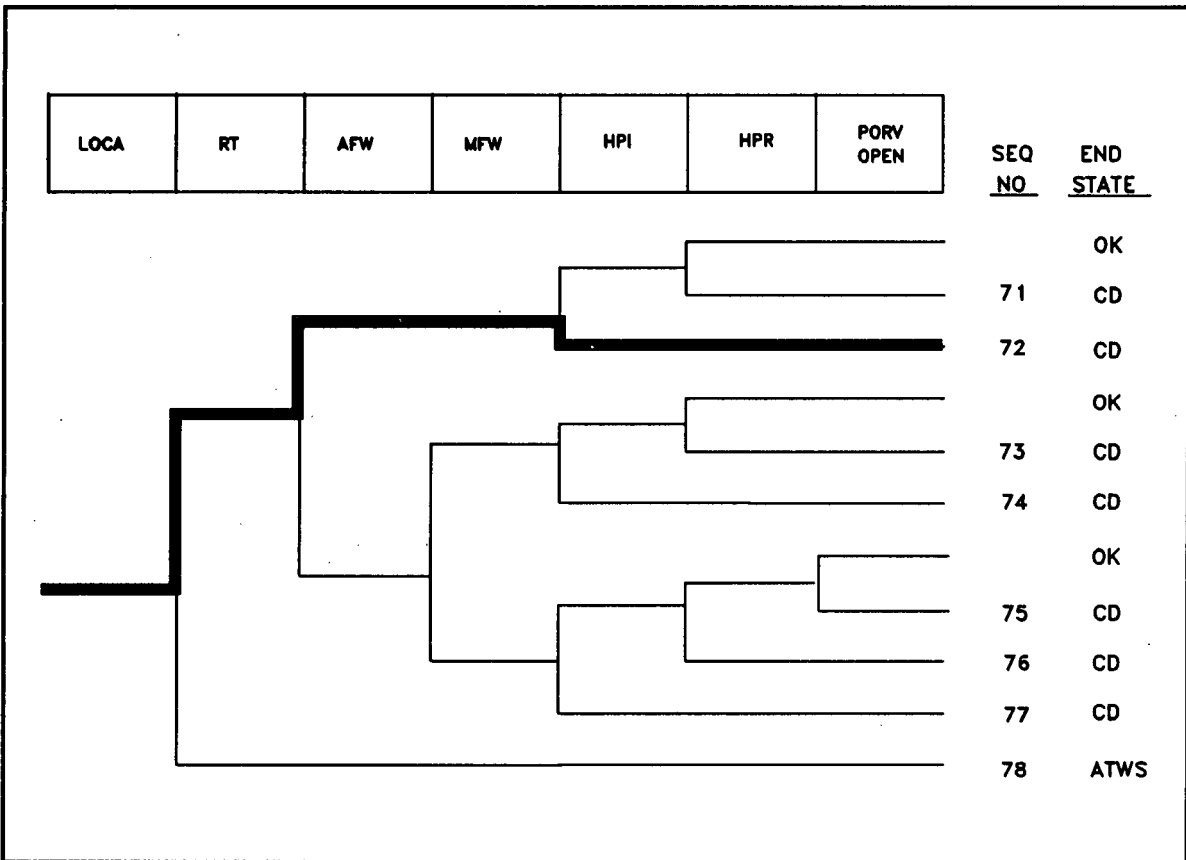 LOCA RT AFW MFW HPI HPR PORV OPEN
SEQ NO END STATE
OK
71 CD
72 CD
OK
73 CD
74 CD
OK
75 CD
76 CD
77 CD
78 ATWS